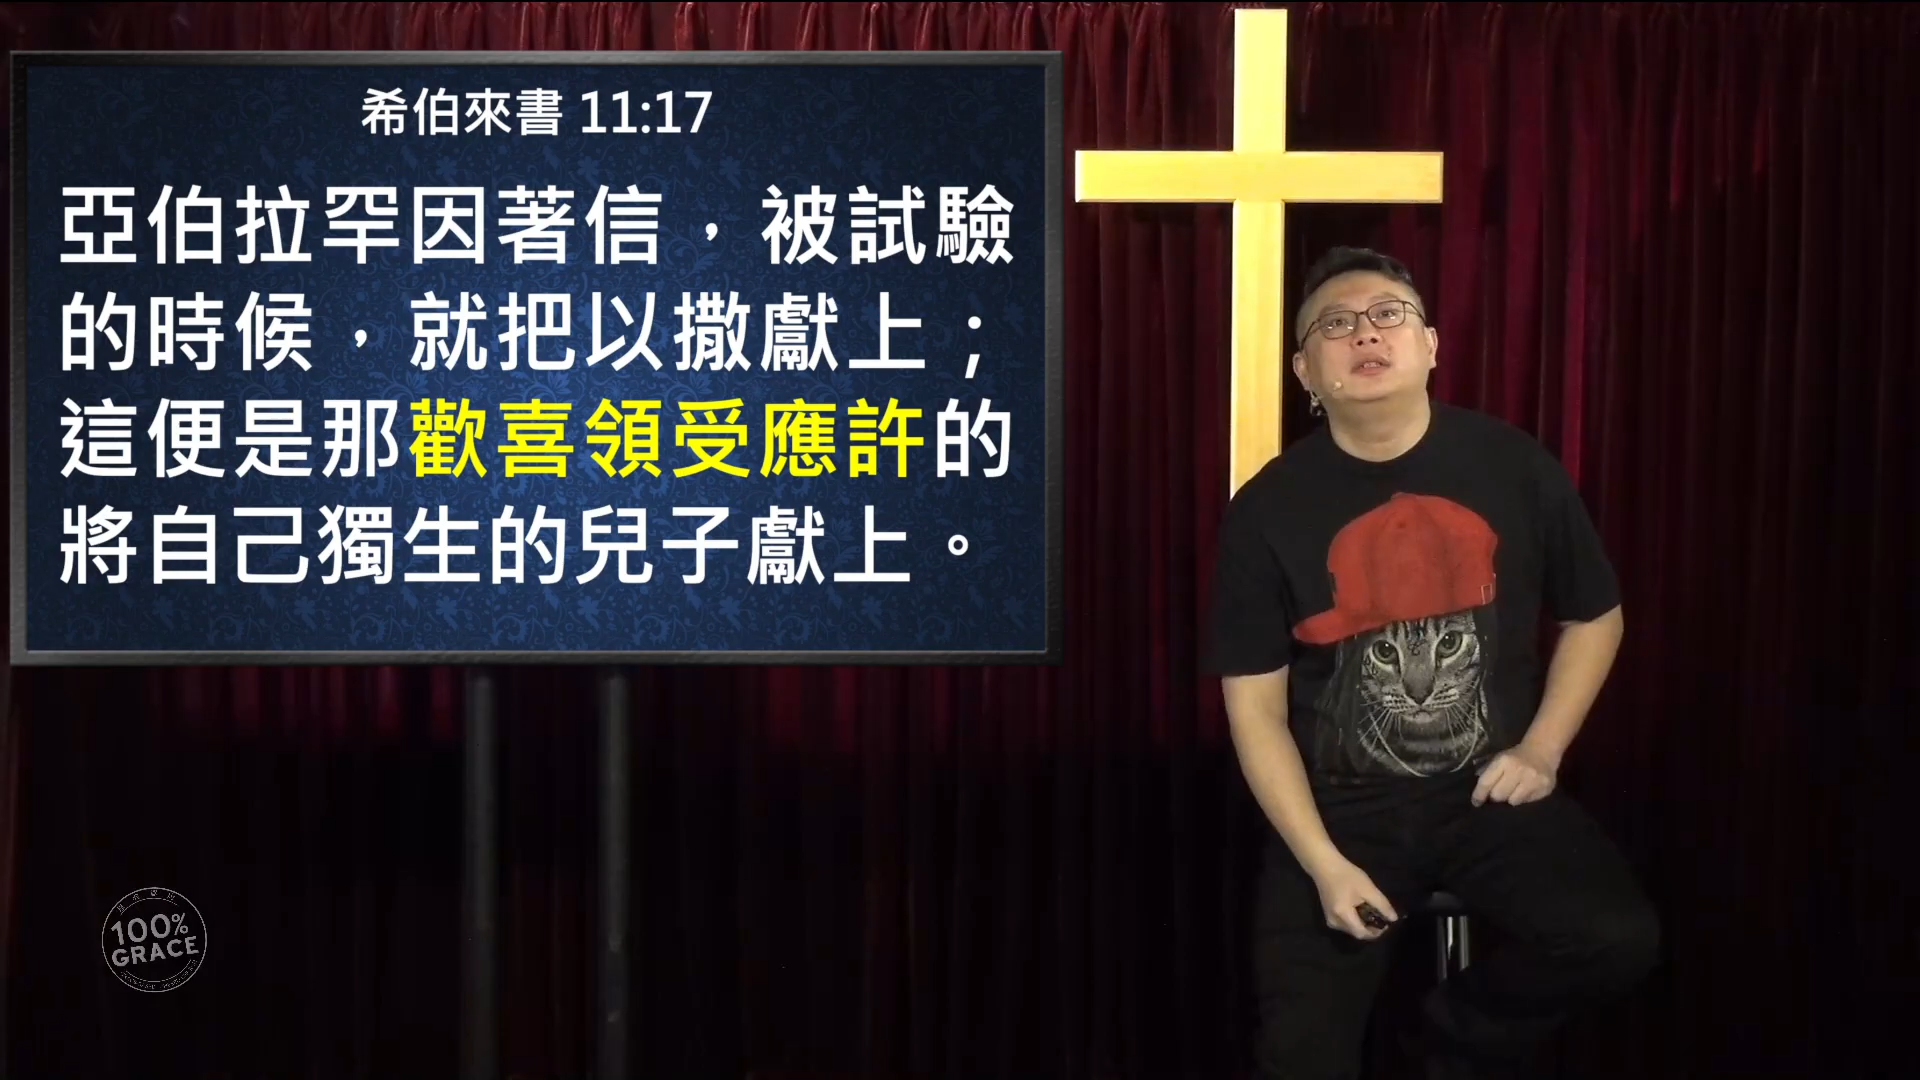 希伯來書 11:17
亞伯拉罕因著信，被試驗
的時候，就把以撒獻上；
這便是那歡喜領受應許的
將自己獨生的兒子獻上。
100%
GRACE